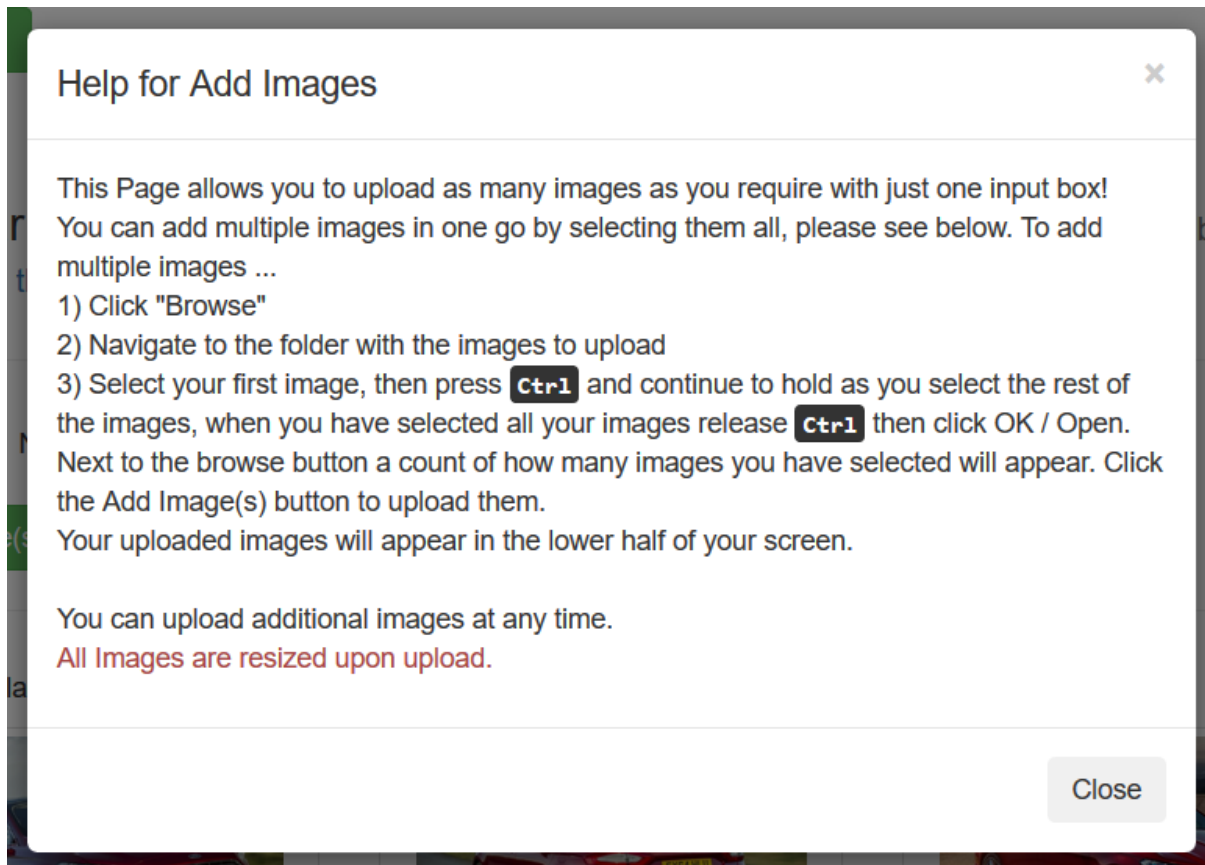 Help for Add Images
×
This Page allows you to upload as many images as you require with just one input box!
You can add multiple images in one go by selecting them all, please see below. To add
multiple images ...
1) Click "Browse"
2) Navigate to the folder with the images to upload
3) Select your first image, then press Ctrl and continue to hold as you select the rest of
the images, when you have selected all your images release Ctrl then click OK / Open.
Next to the browse button a count of how many images you have selected will appear. Click
the Add Image(s) button to upload them.
Your uploaded images will appear in the lower half of your screen.
You can upload additional images at any time.
All Images are resized upon upload.
Close